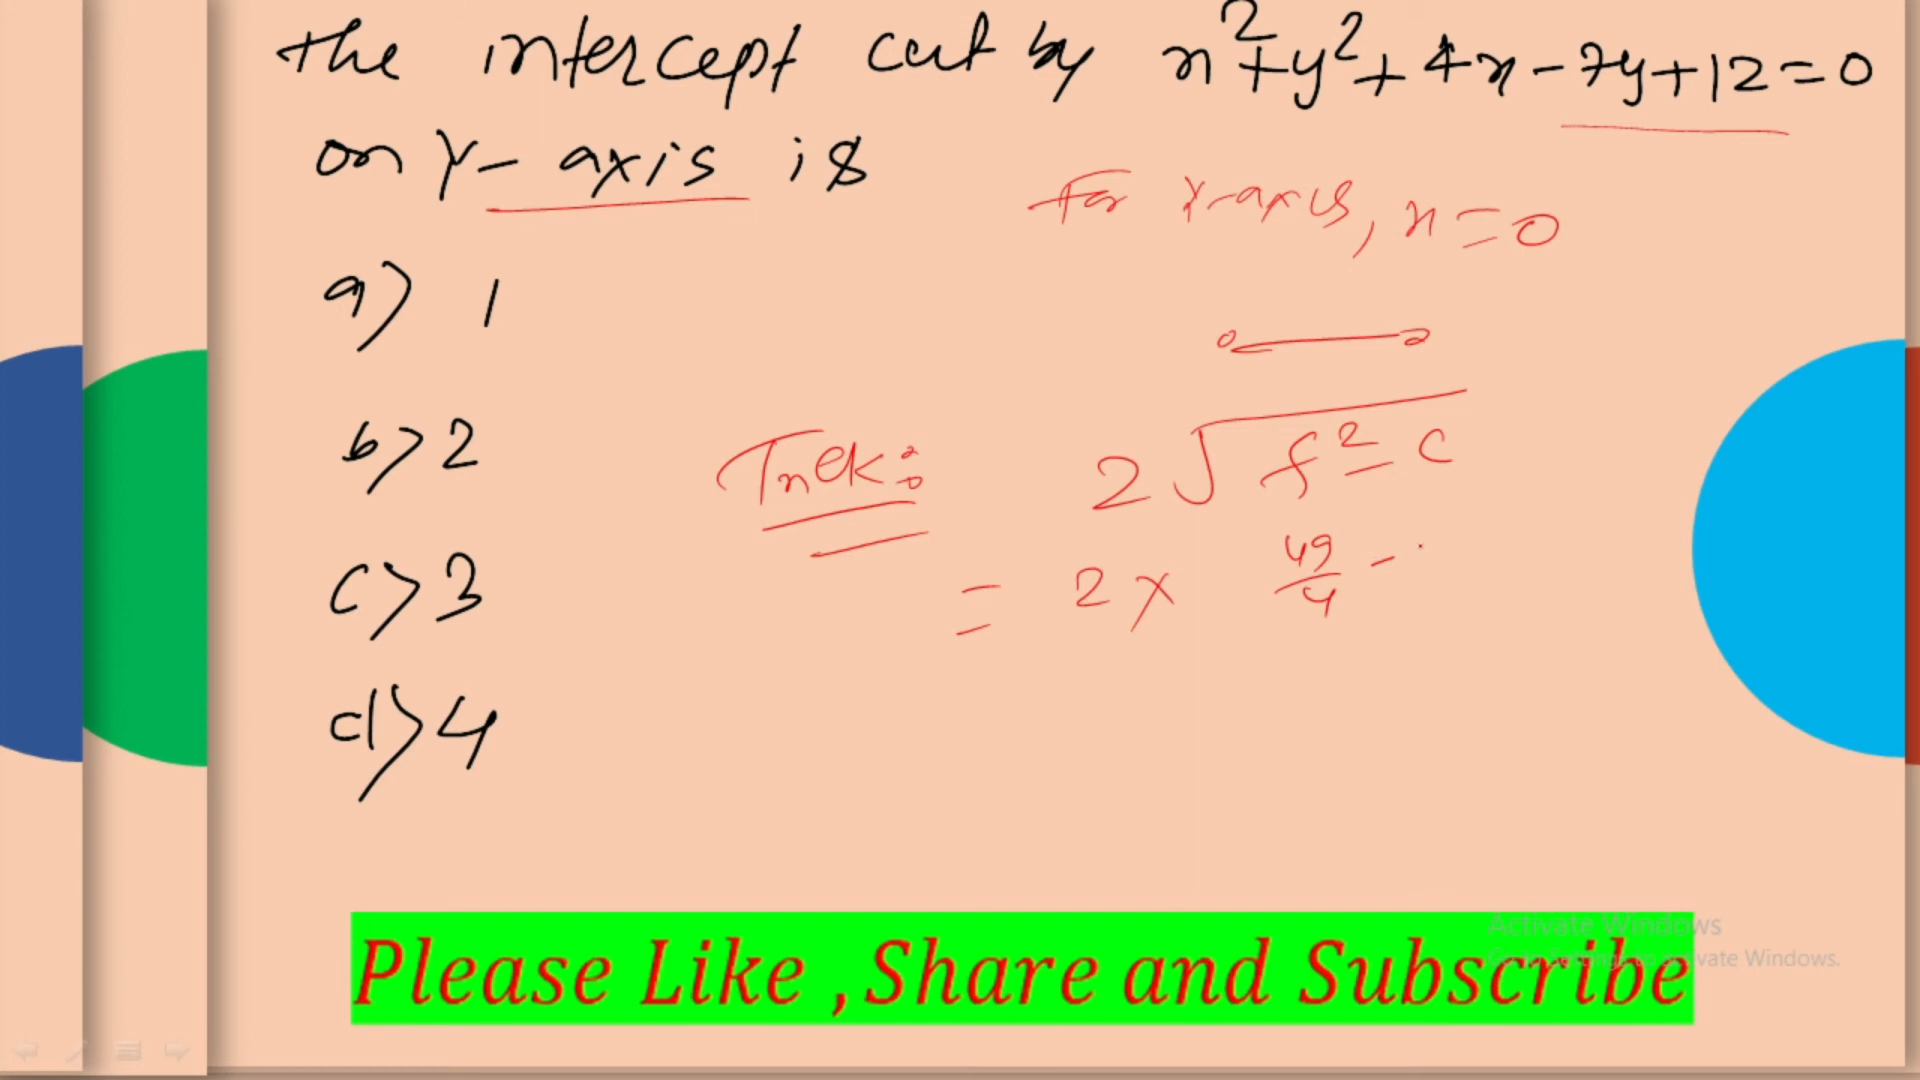 the intercept cut by x²+y²+4x-7y+12=0
on Y-axis is
For Y-axis, x=0
a> 1
b>2
Trick:
2√f²-c
c>3
= 2 x 49/4 -
d>4
Please Like ,Share and Subscribe
Activate Windows